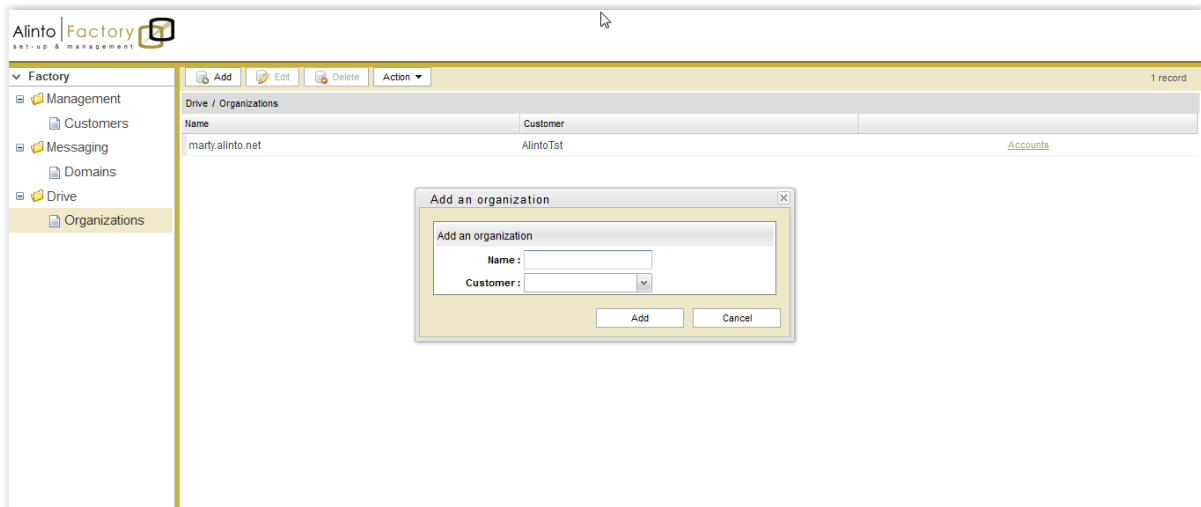 Alinto Factory
set-up & management
Factory
Management
Customers
Messaging
Domains
Drive
Organizations
Add Edit Delete Action 1 record
Drive / Organizations
Name Customer
marty.alinto.net AlintoTst Accounts
Add an organization
Add an organization
Name :
Customer :
Add Cancel